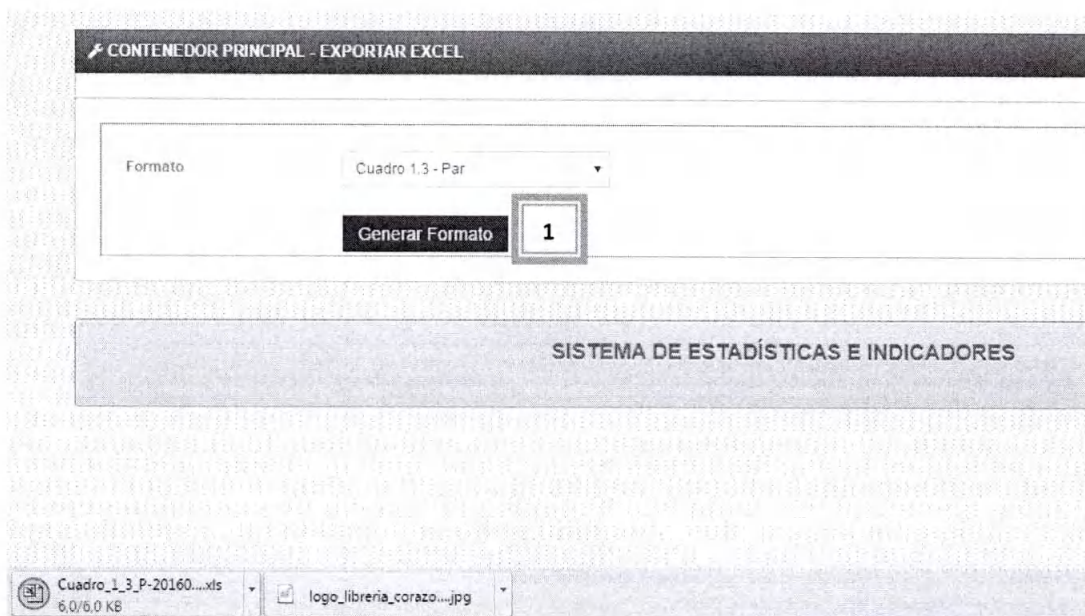 CONTENEDOR PRINCIPAL - EXPORTAR EXCEL
Formato
Cuadro 1.3 - Par
Generar Formato
1
SISTEMA DE ESTADÍSTICAS E INDICADORES
Cuadro_1_3_P-20160....xls
6,0/6,0 KB
logo_libreria_corazo....jpg